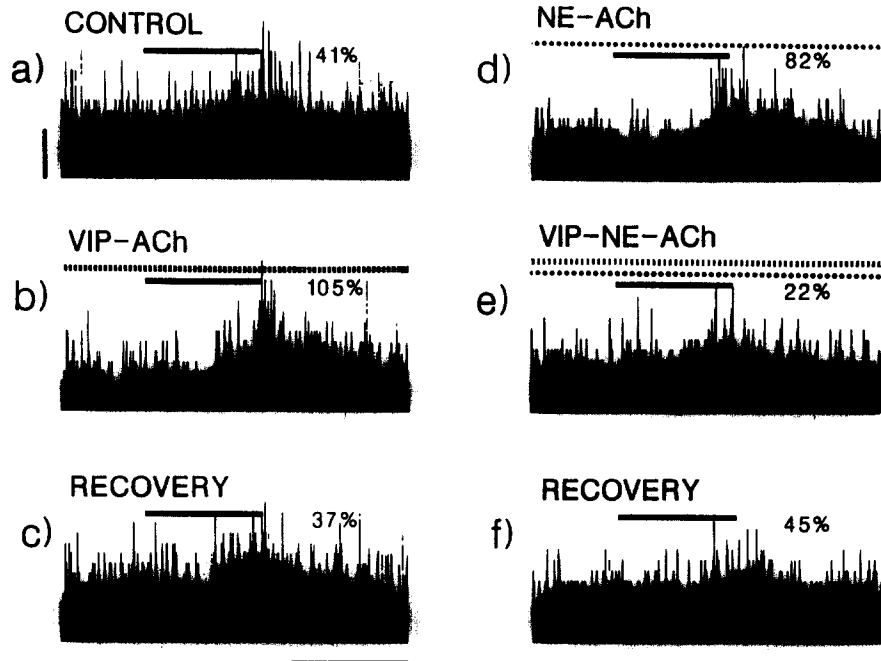 a)
CONTROL
41%
b)
VIP-ACh
105%
c)
RECOVERY
37%
d)
NE-ACh
82%
e)
VIP-NE-ACh
22%
f)
RECOVERY
45%